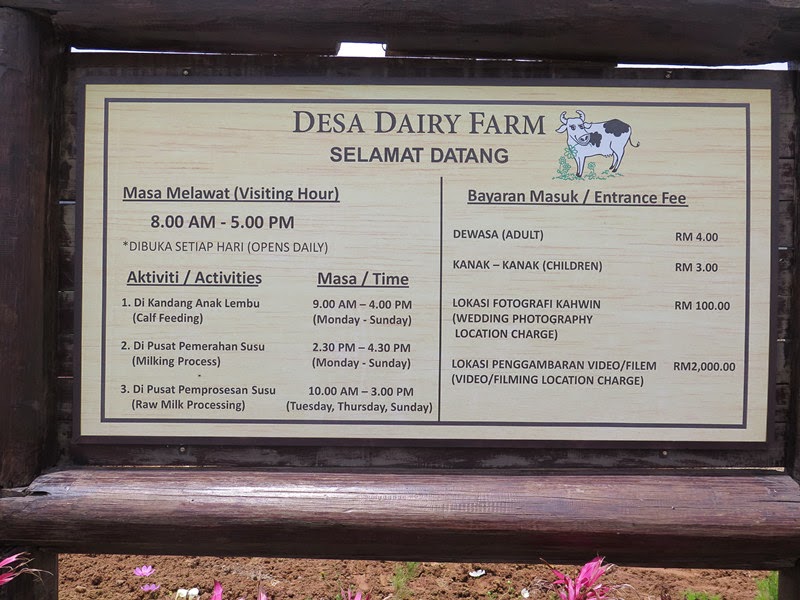 DESA DAIRY FARM
SELAMAT DATANG
Masa Melawat (Visiting Hour)
8.00 AM - 5.00 PM
*DIBUKA SETIAP HARI (OPENS DAILY)
Aktiviti / Activities Masa / Time
1. Di Kandang Anak Lembu 9.00 AM – 4.00 PM
(Calf Feeding) (Monday - Sunday)
2. Di Pusat Pemerahan Susu 2.30 PM – 4.30 PM
(Milking Process) (Monday - Sunday)
3. Di Pusat Pemprosesan Susu 10.00 AM – 3.00 PM
(Raw Milk Processing) (Tuesday, Thursday, Sunday)
Bayaran Masuk / Entrance Fee
DEWASA (ADULT) RM 4.00
KANAK – KANAK (CHILDREN) RM 3.00
LOKASI FOTOGRAFI KAHWIN RM 100.00
(WEDDING PHOTOGRAPHY
LOCATION CHARGE)
LOKASI PENGGAMBARAN VIDEO/FILEM RM2,000.00
(VIDEO/FILMING LOCATION CHARGE)